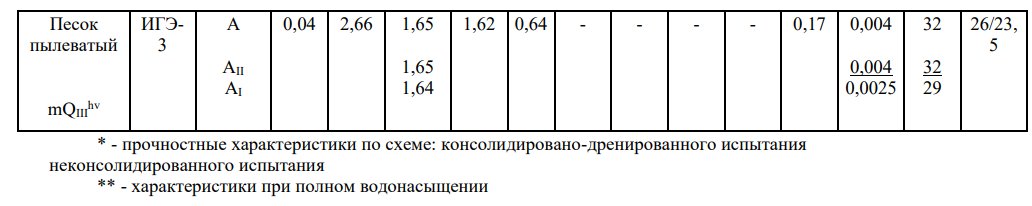 Песок ИГЭ- А 0,04 2,66 1,65 1,62 0,64 - - - - 0,17 0,004 32 26/23,
пылеватый 3 5
АII 1,65 0,004 32
АI 1,64 0,0025 29
mQIIIhv
* - прочностные характеристики по схеме: консолидировано-дренированного испытания
неконсолидированного испытания
** - характеристики при полном водонасыщении